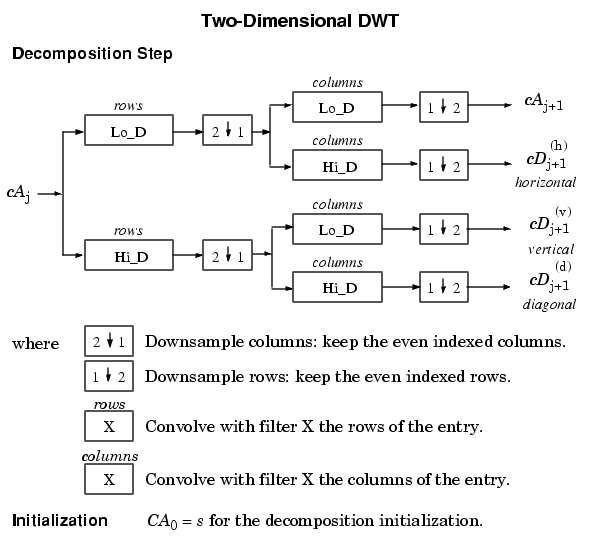 Two-Dimensional DWT
Decomposition Step
columns
rows
Lo_D
1 ↓ 2
cA j+1
Lo_D
2 ↓ 1
columns
Hi_D
1 ↓ 2
cD j+1 (h)
horizontal
cA j
columns
rows
Lo_D
1 ↓ 2
cD j+1 (v)
vertical
Hi_D
2 ↓ 1
columns
Hi_D
1 ↓ 2
cD j+1 (d)
diagonal
where 2 ↓ 1 Downsample columns: keep the even indexed columns.
1 ↓ 2 Downsample rows: keep the even indexed rows.
rows
X Convolve with filter X the rows of the entry.
columns
X Convolve with filter X the columns of the entry.
Initialization CA0 = s for the decomposition initialization.